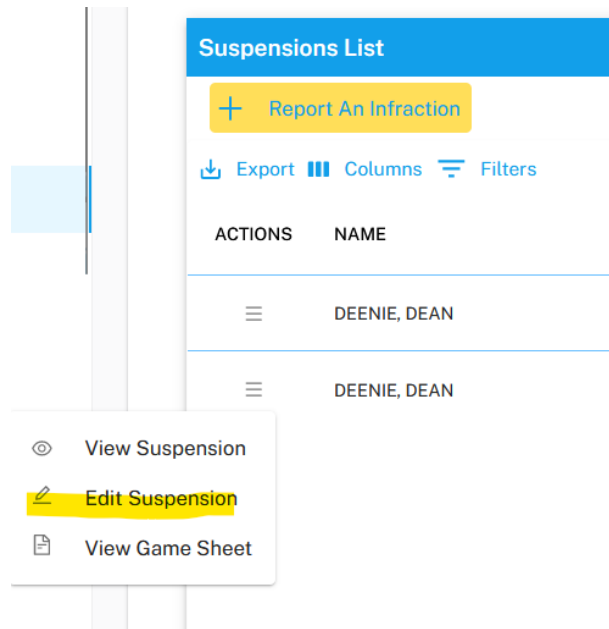 Suspensions List
+ Report An Infraction
Export Columns Filters
ACTIONS NAME
DEENIE, DEAN
DEENIE, DEAN
View Suspension
Edit Suspension
View Game Sheet